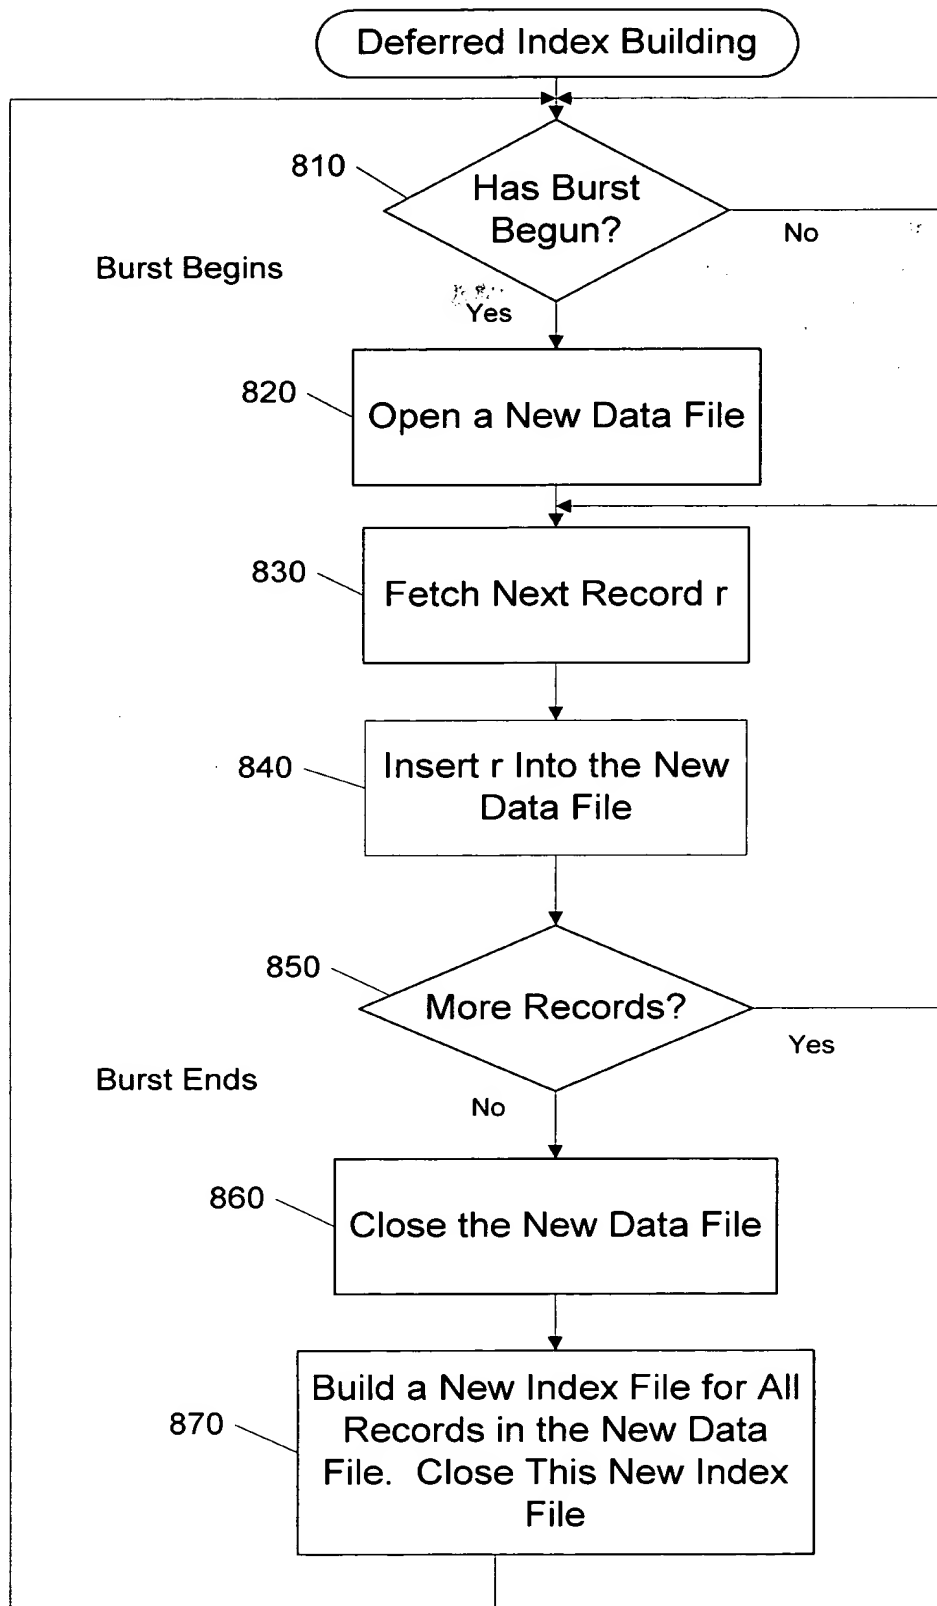 Deferred Index Building
810
Has Burst
Begun?
No
Burst Begins
Yes
820
Open a New Data File
830
Fetch Next Record r
840
Insert r Into the New
Data File
850
More Records?
Yes
Burst Ends
No
860
Close the New Data File
870
Build a New Index File for All
Records in the New Data
File. Close This New Index
File